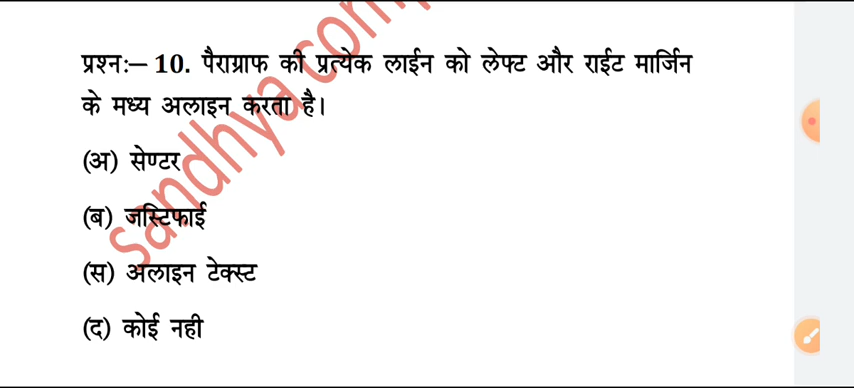 प्रश्न:– 10. पैराग्राफ की प्रत्येक लाईन को लेफ्ट और राईट मार्जिन
के मध्य अलाइन करता है।
(अ) सेण्टर
(ब) जस्टिफाई
(स) अलाइन टेक्स्ट
(द) कोई नही
sandhya com